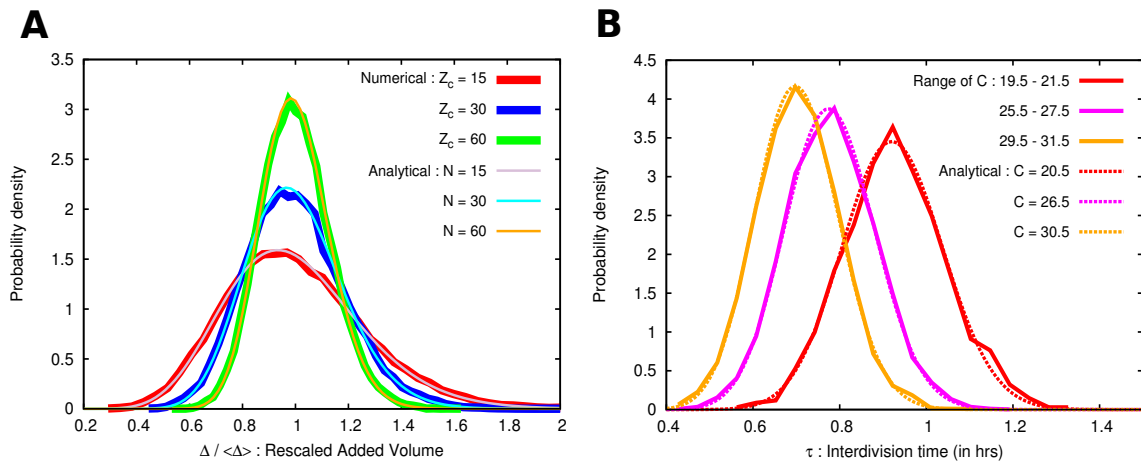 A
Probability density
3.5
3
2.5
2
1.5
1
0.5
0
0.2 0.4 0.6 0.8 1 1.2 1.4 1.6 1.8 2
Δ / <Δ> : Rescaled Added Volume
Numerical : Zc = 15
Zc = 30
Zc = 60
Analytical : N = 15
N = 30
N = 60
B
Probability density
4.5
4
3.5
3
2.5
2
1.5
1
0.5
0
0.4 0.6 0.8 1 1.2 1.4
τ : Interdivision time (in hrs)
Range of C : 19.5 - 21.5
25.5 - 27.5
29.5 - 31.5
Analytical : C = 20.5
C = 26.5
C = 30.5